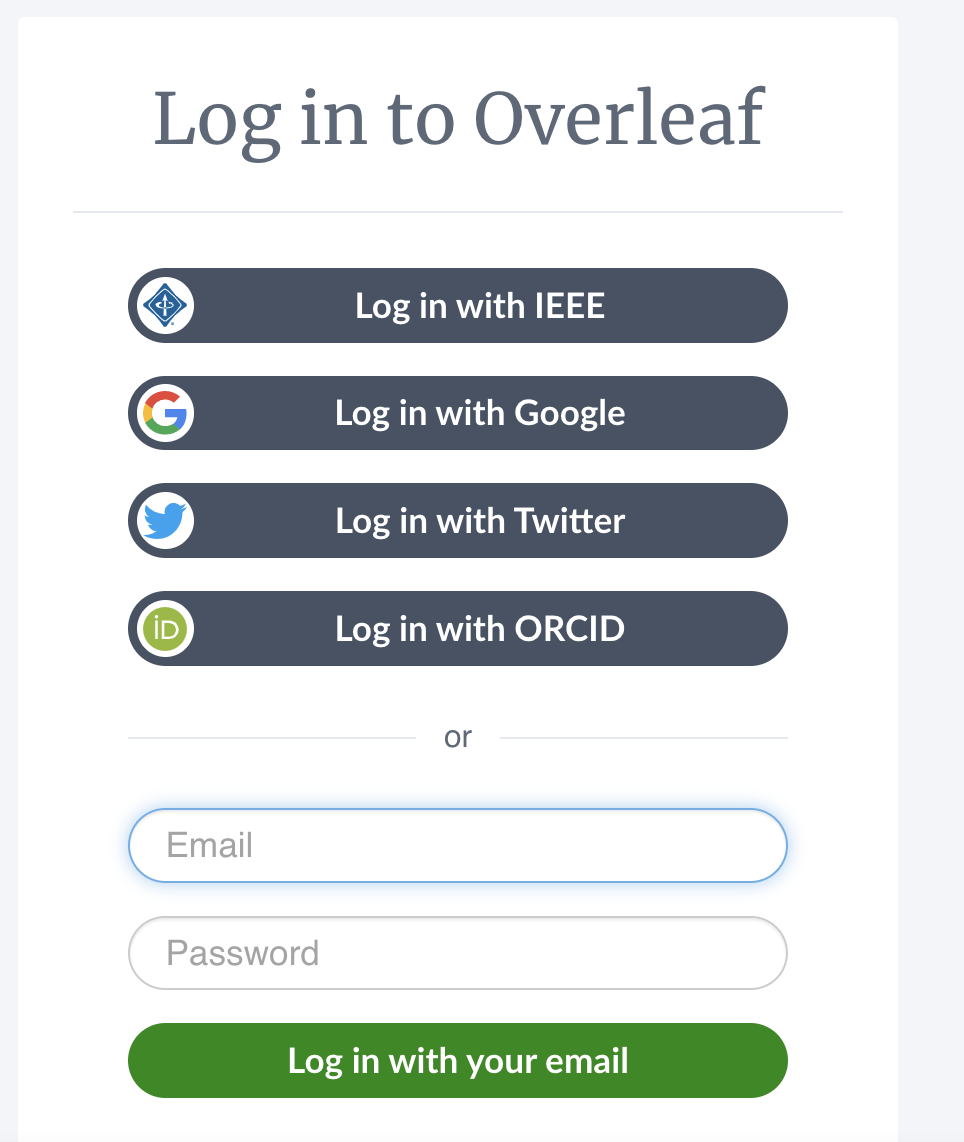 Log in to Overleaf
Log in with IEEE
Log in with Google
Log in with Twitter
iD
Log in with ORCID
or
Email
Password
Log in with your email